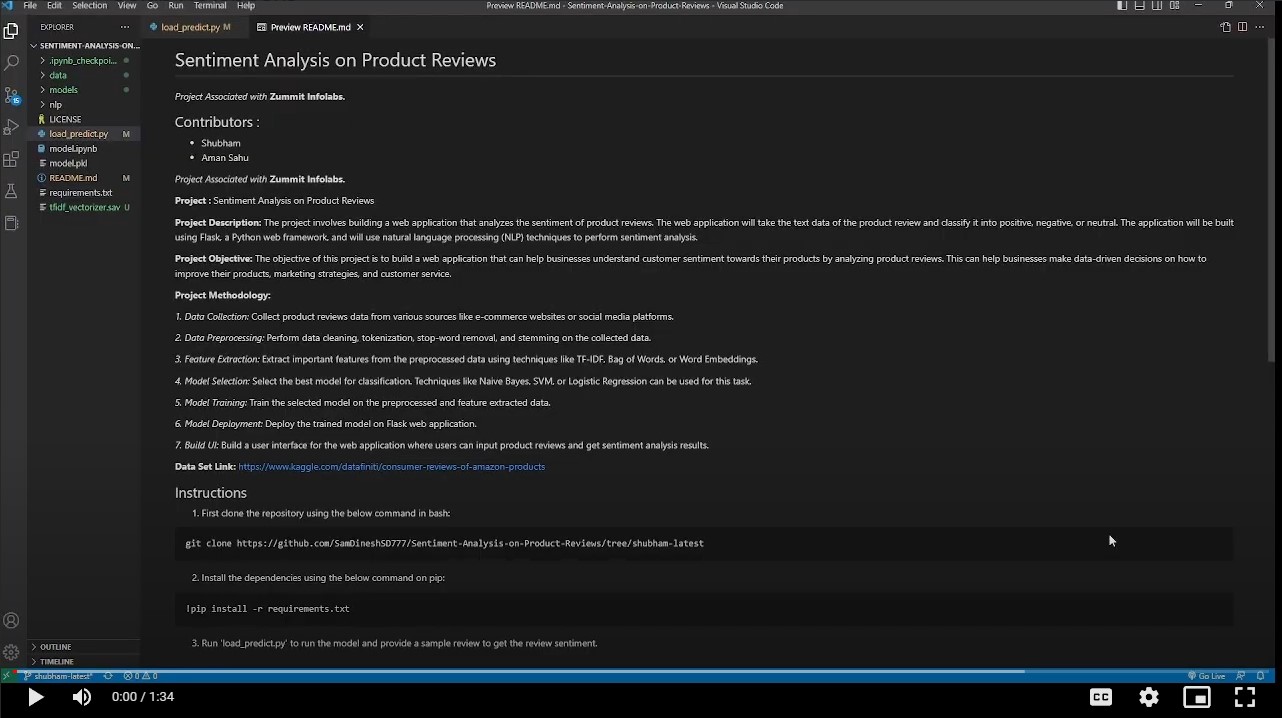 File Edit Selection View Go Run Terminal Help
Preview README.md - Sentiment-Analysis-on-Product-Reviews - Visual Studio Code
EXPLORER
load_predict.py M
Preview README.md
SENTIMENT-ANALYSIS-ON...
.ipynb_checkpoi...
data
models
nlp
LICENSE
load_predict.py M
model.ipynb
model.pkl
README.md M
requirements.txt
tfidf_vectorizer.sav U
15
OUTLINE
TIMELINE
Sentiment Analysis on Product Reviews
Project Associated with Zummit Infolabs.
Contributors :
• Shubham
• Aman Sahu
Project Associated with Zummit Infolabs.
Project : Sentiment Analysis on Product Reviews
Project Description: The project involves building a web application that analyzes the sentiment of product reviews. The web application will take the text data of the product review and classify it into positive, negative, or neutral. The application will be built
using Flask, a Python web framework, and will use natural language processing (NLP) techniques to perform sentiment analysis.
Project Objective: The objective of this project is to build a web application that can help businesses understand customer sentiment towards their products by analyzing product reviews. This can help businesses make data-driven decisions on how to
improve their products, marketing strategies, and customer service.
Project Methodology:
1. Data Collection: Collect product reviews data from various sources like e-commerce websites or social media platforms.
2. Data Preprocessing: Perform data cleaning, tokenization, stop-word removal, and stemming on the collected data.
3. Feature Extraction: Extract important features from the preprocessed data using techniques like TF-IDF, Bag of Words, or Word Embeddings.
4. Model Selection: Select the best model for classification. Techniques like Naive Bayes, SVM, or Logistic Regression can be used for this task.
5. Model Training: Train the selected model on the preprocessed and feature extracted data.
6. Model Deployment: Deploy the trained model on Flask web application.
7. Build UI: Build a user interface for the web application where users can input product reviews and get sentiment analysis results.
Data Set Link: https://www.kaggle.com/datafiniti/consumer-reviews-of-amazon-products
Instructions
1. First clone the repository using the below command in bash:
git clone https://github.com/SamDineshSD777/Sentiment-Analysis-on-Product-Reviews/tree/shubham-latest
2. Install the dependencies using the below command on pip:
!pip install -r requirements.txt
3. Run 'load_predict.py' to run the model and provide a sample review to get the review sentiment.
shubham-latest* 0 0
Go Live
0:00 / 1:34
CC